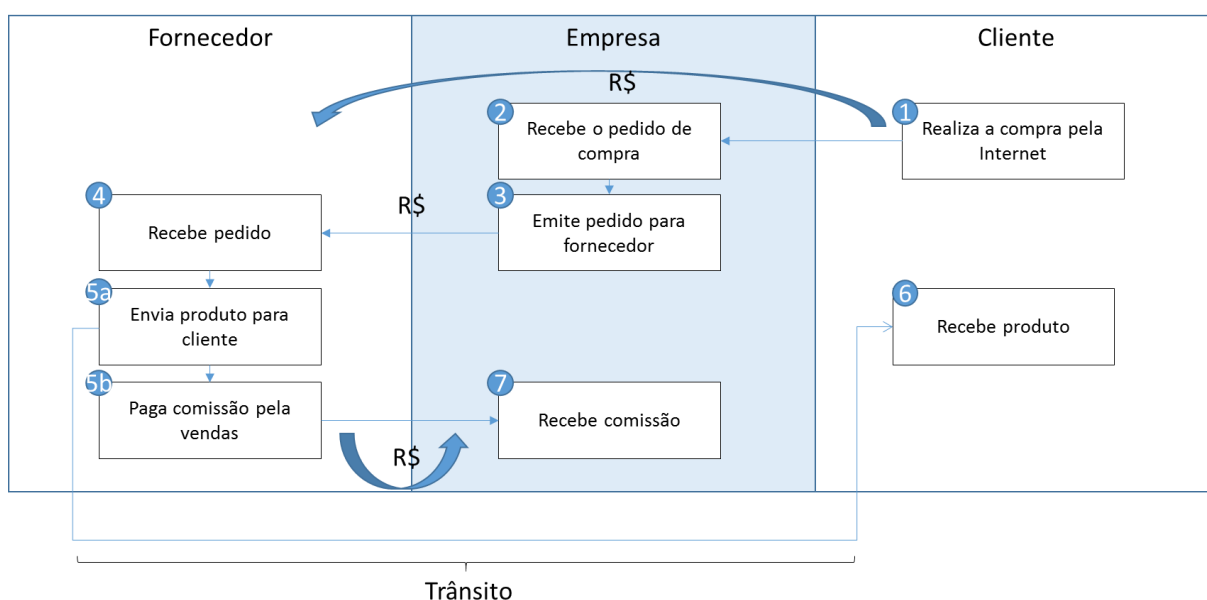 Fornecedor
Empresa
Cliente
R$
1
Realiza a compra pela
Internet
2
Recebe o pedido de
compra
3
Emite pedido para
fornecedor
R$
4
Recebe pedido
5a
Envia produto para
cliente
5b
Paga comissão pela
vendas
6
Recebe produto
7
Recebe comissão
R$
Trânsito